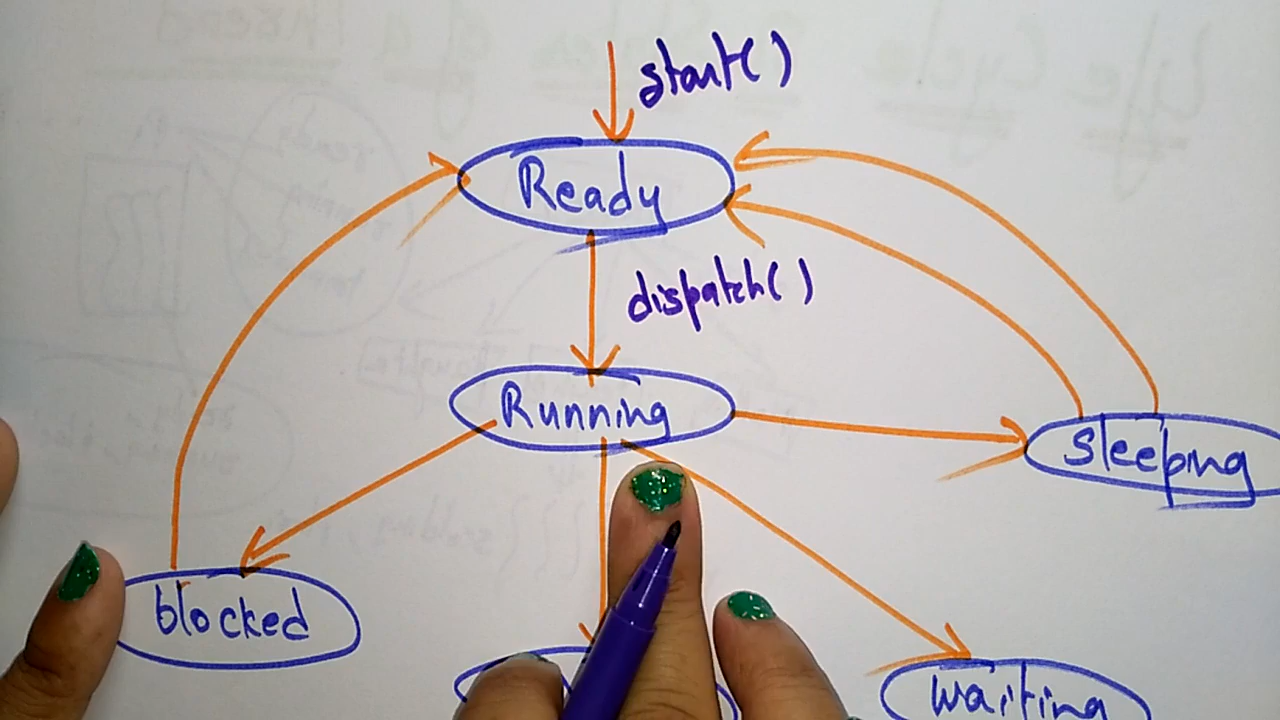 start()
Ready
dispatch()
Running
sleeping
blocked
waiting